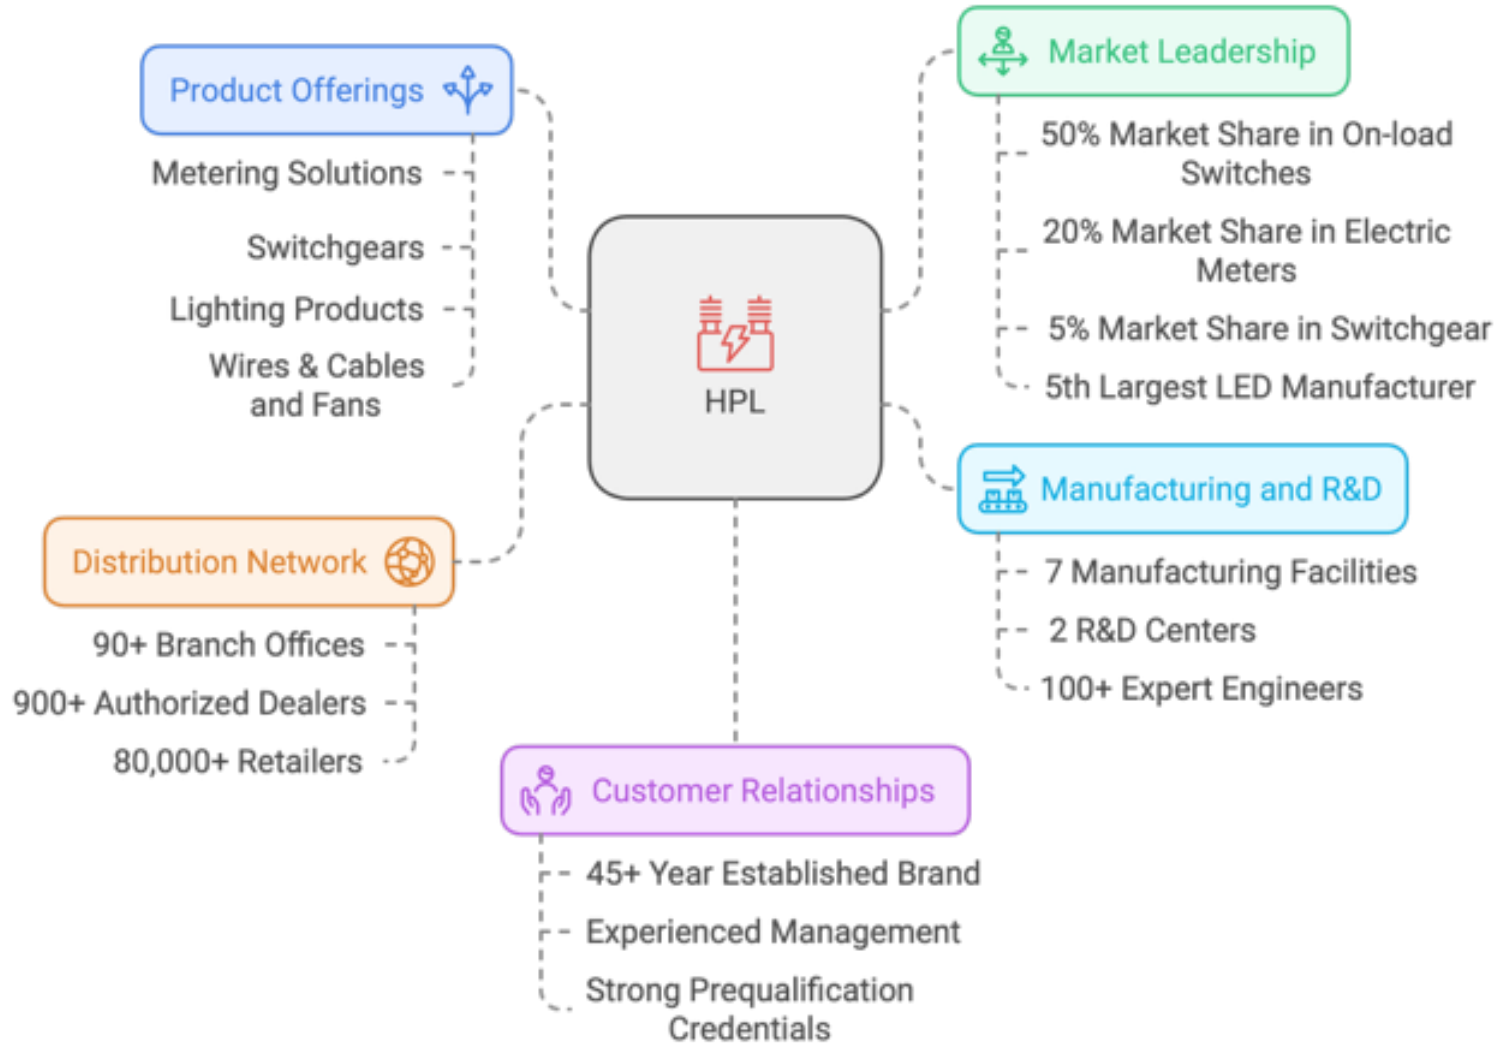 Product Offerings
Metering Solutions
Switchgears
Lighting Products
Wires & Cables
and Fans
Market Leadership
50% Market Share in On-load
Switches
20% Market Share in Electric
Meters
5% Market Share in Switchgear
5th Largest LED Manufacturer
HPL
Distribution Network
90+ Branch Offices
900+ Authorized Dealers
80,000+ Retailers
Manufacturing and R&D
7 Manufacturing Facilities
2 R&D Centers
100+ Expert Engineers
Customer Relationships
45+ Year Established Brand
Experienced Management
Strong Prequalification
Credentials